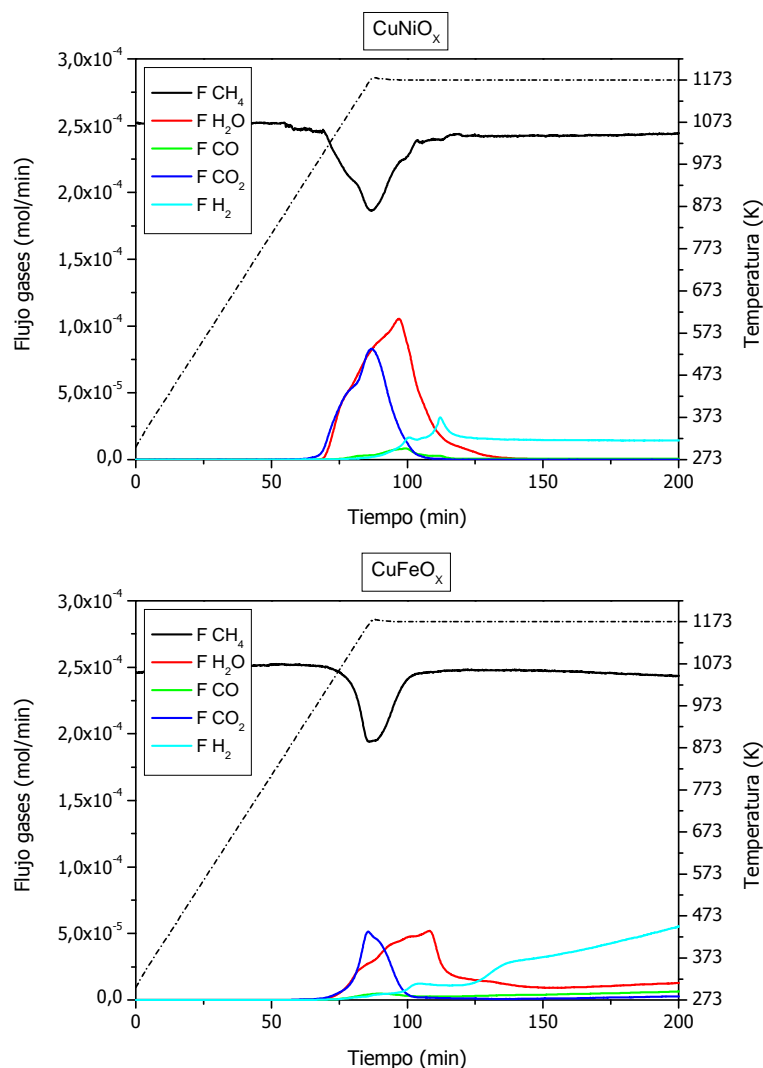 CuNiOₓ
3,0x10⁻⁴
2,5x10⁻⁴
2,0x10⁻⁴
1,5x10⁻⁴
1,0x10⁻⁴
5,0x10⁻⁵
0,0
Flujo gases (mol/min)
F CH₄
F H₂O
F CO
F CO₂
F H₂
1173
1073
973
873
773
673
573
473
373
273
Temperatura (K)
0 50 100 150 200
Tiempo (min)
CuFeOₓ
3,0x10⁻⁴
2,5x10⁻⁴
2,0x10⁻⁴
1,5x10⁻⁴
1,0x10⁻⁴
5,0x10⁻⁵
0,0
Flujo gases (mol/min)
F CH₄
F H₂O
F CO
F CO₂
F H₂
1173
1073
973
873
773
673
573
473
373
273
Temperatura (K)
0 50 100 150 200
Tiempo (min)